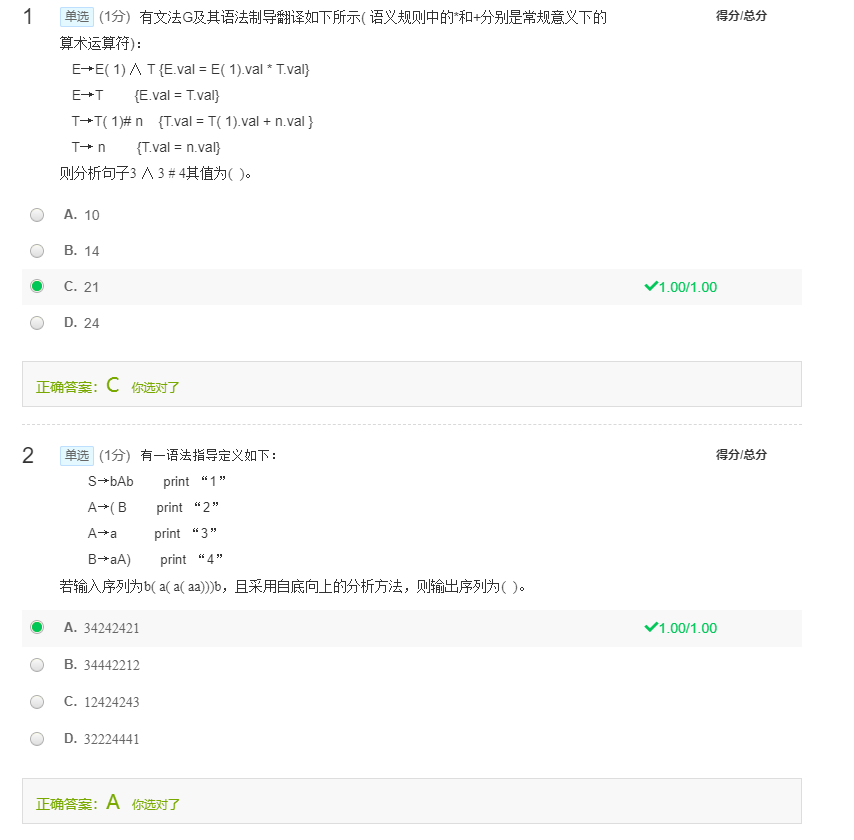 1 单选 (1分) 有文法G及其语法制导翻译如下所示( 语义规则中的*和+分别是常规意义下的 得分/总分
算术运算符):
E→E( 1) ∧ T {E.val = E( 1).val * T.val}
E→T {E.val = T.val}
T→T( 1)# n {T.val = T( 1).val + n.val }
T→ n {T.val = n.val}
则分析句子3 ∧ 3 # 4其值为( )。
A. 10
B. 14
C. 21 1.00/1.00
D. 24
正确答案: C 你选对了
2 单选 (1分) 有一语法指导定义如下: 得分/总分
S→bAb print “1”
A→( B print “2”
A→a print “3”
B→aA) print “4”
若输入序列为b( a( a( aa)))b，且采用自底向上的分析方法，则输出序列为( )。
A. 34242421 1.00/1.00
B. 34442212
C. 12424243
D. 32224441
正确答案: A 你选对了